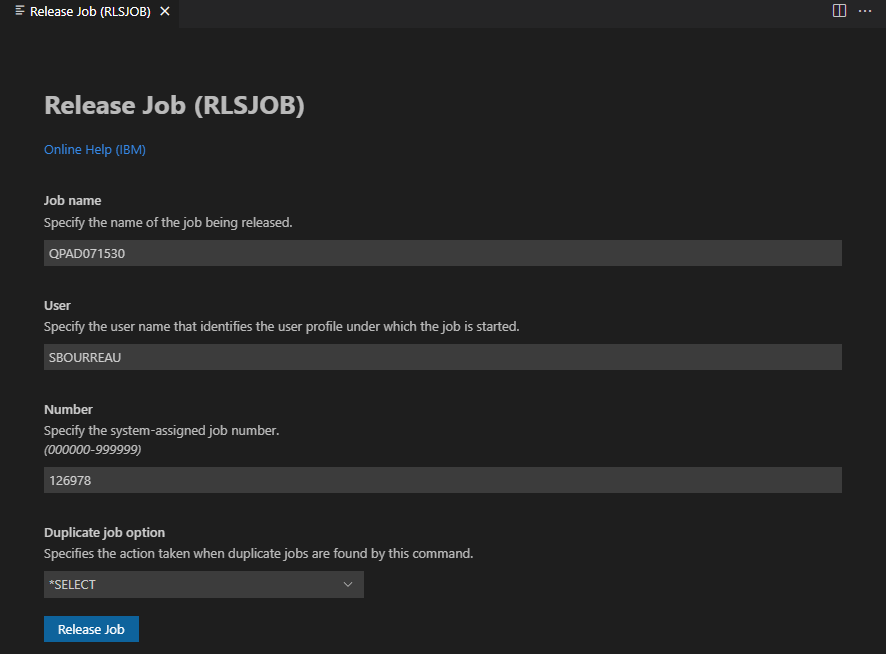 Release Job (RLSJOB)
Release Job (RLSJOB)
Online Help (IBM)
Job name
Specify the name of the job being released.
QPAD071530
User
Specify the user name that identifies the user profile under which the job is started.
SBOURREAU
Number
Specify the system-assigned job number.
(000000-999999)
126978
Duplicate job option
Specifies the action taken when duplicate jobs are found by this command.
*SELECT
Release Job